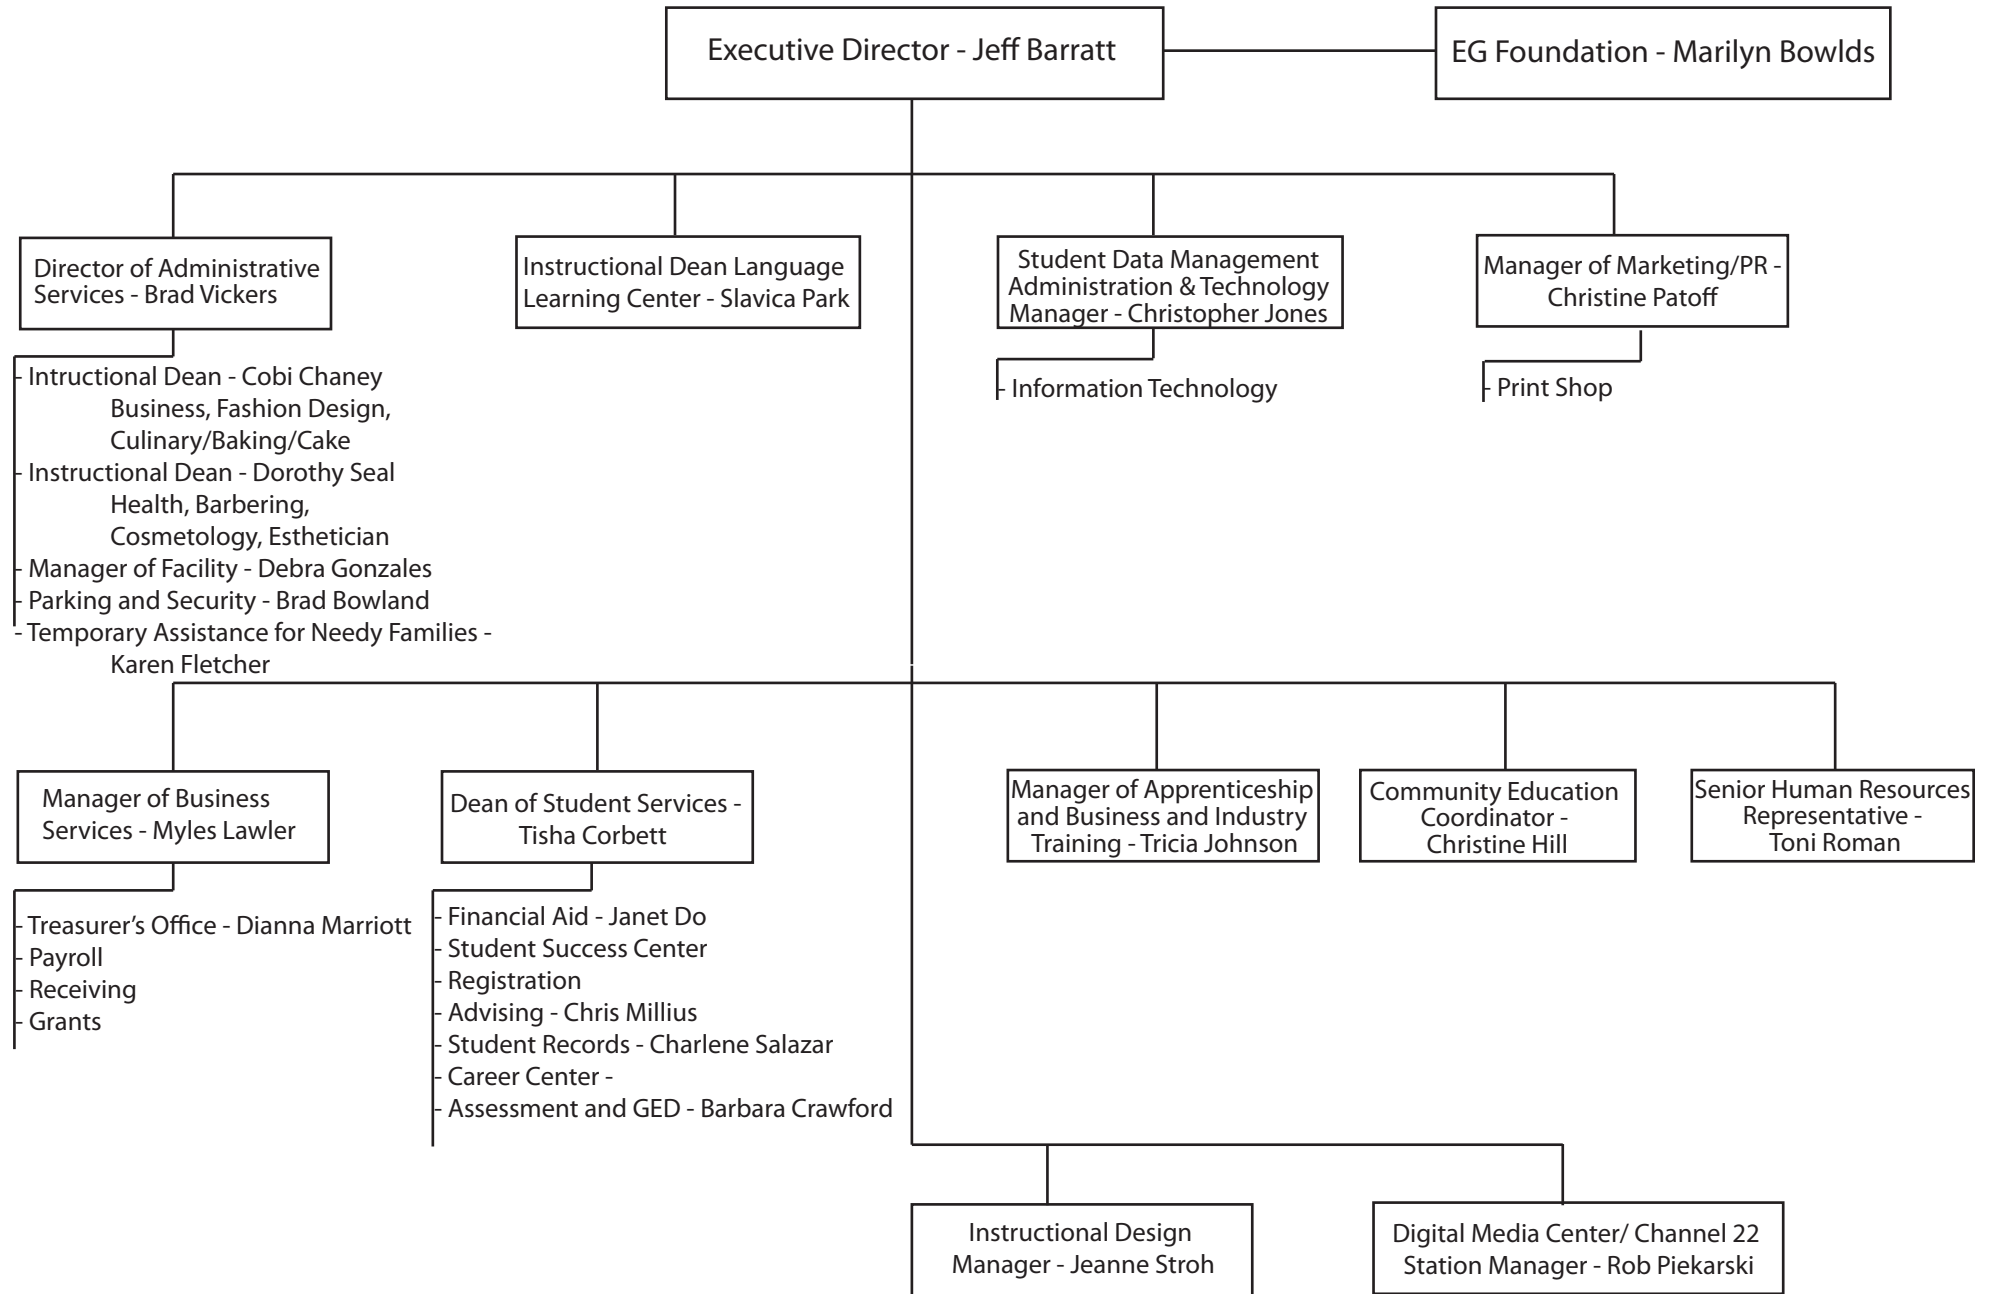 Executive Director - Jeff Barratt
EG Foundation - Marilyn Bowlds
Director of Administrative
Services - Brad Vickers
Instructional Dean Language
Learning Center - Slavica Park
Student Data Management
Administration & Technology
Manager - Christopher Jones
Manager of Marketing/PR -
Christine Patoff
- Intructional Dean - Cobi Chaney
Business, Fashion Design,
Culinary/Baking/Cake
- Instructional Dean - Dorothy Seal
Health, Barbering,
Cosmetology, Esthetician
- Manager of Facility - Debra Gonzales
- Parking and Security - Brad Bowland
- Temporary Assistance for Needy Families -
Karen Fletcher
- Information Technology
- Print Shop
Manager of Business
Services - Myles Lawler
Dean of Student Services -
Tisha Corbett
Manager of Apprenticeship
and Business and Industry
Training - Tricia Johnson
Community Education
Coordinator -
Christine Hill
Senior Human Resources
Representative -
Toni Roman
- Treasurer’s Office - Dianna Marriott
- Payroll
- Receiving
- Grants
- Financial Aid - Janet Do
- Student Success Center
- Registration
- Advising - Chris Millius
- Student Records - Charlene Salazar
- Career Center -
- Assessment and GED - Barbara Crawford
Instructional Design
Manager - Jeanne Stroh
Digital Media Center/ Channel 22
Station Manager - Rob Piekarski